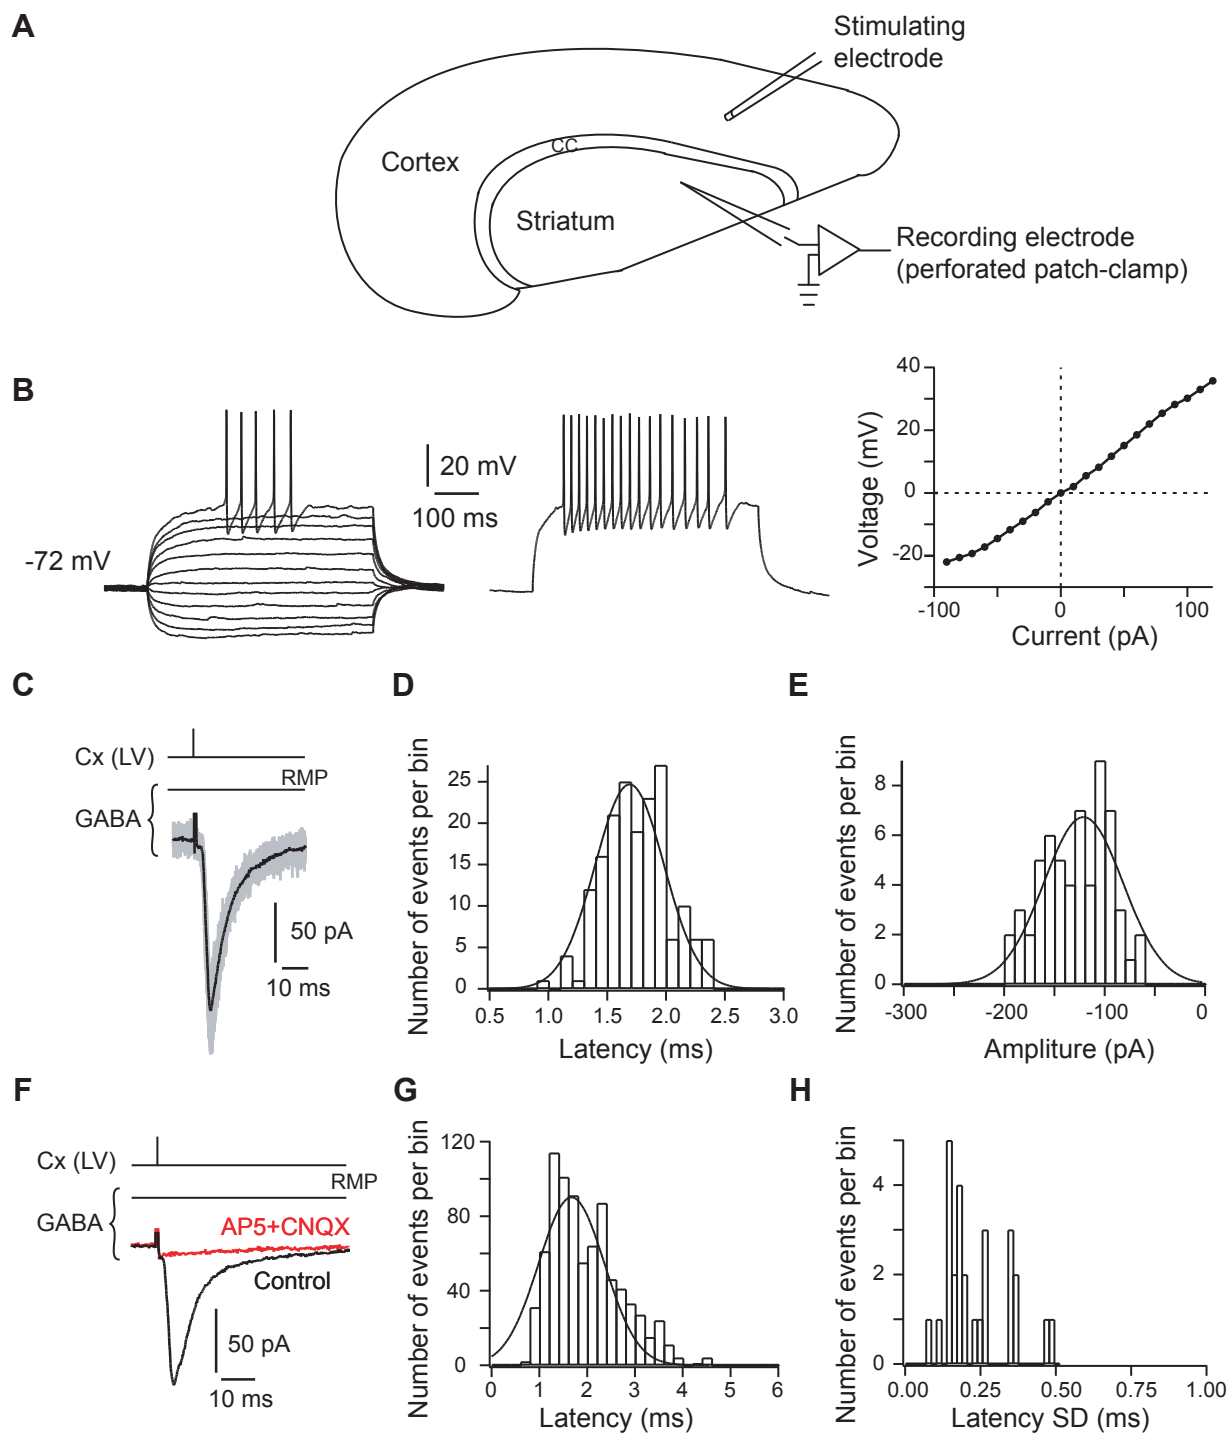 A
Stimulating
electrode
Cortex
CC
Striatum
Recording electrode
(perforated patch-clamp)
B
-72 mV
20 mV
100 ms
Voltage (mV)
40
20
0
-20
-100
0
100
Current (pA)
C
Cx (LV)
RMP
GABA
50 pA
10 ms
D
Number of events per bin
25
20
15
10
5
0
0.5
1.0
1.5
2.0
2.5
3.0
Latency (ms)
E
Number of events per bin
8
6
4
2
0
-300
-200
-100
0
Ampliture (pA)
F
Cx (LV)
RMP
GABA
AP5+CNQX
Control
50 pA
10 ms
G
Number of events per bin
120
80
40
0
0
1
2
3
4
5
6
Latency (ms)
H
Number of events per bin
4
2
0
0.00
0.25
0.50
0.75
1.00
Latency SD (ms)